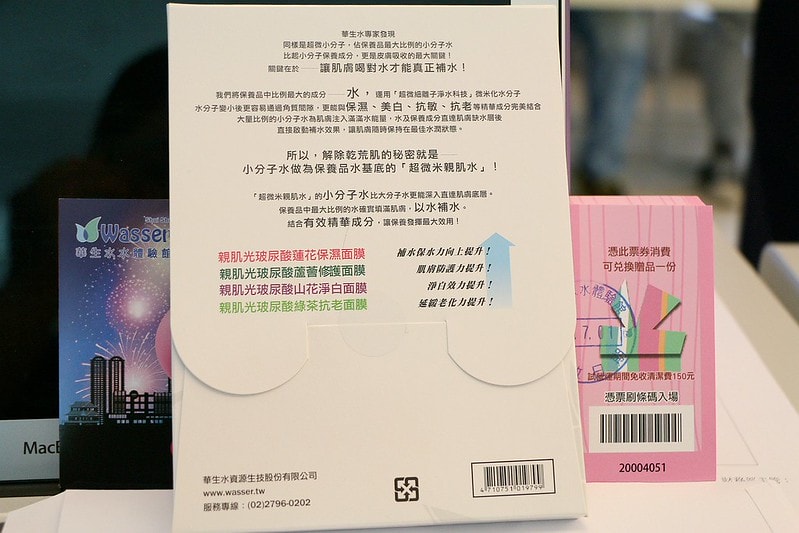 華生水專家發現
同樣是超微小分子，佔保養品最大比例的小分子水
比超小分子保養成分，更是皮膚吸收的最大關鍵！
關鍵在於——讓肌膚喝對水才能真正補水！
我們將保養品中比例最大的成分——水，運用「超微細離子淨水科技」微米化水分子
水分子變小後更容易通過角質間隙，更能與保濕、美白、抗敏、抗老等精華成分完美結合
大量比例的小分子水為肌膚注入滿滿水能量，水及保養成分直達肌膚缺水層後
直接啟動補水效果，讓肌膚隨時保持在最佳水潤狀態。
所以，解除乾荒肌的秘密就是——
小分子水做為保養品水基底的「超微米親肌水」！
「超微米親肌水」的小分子水比大分子水更能深入直達肌膚底層。
保養品中最大比例的水確實填滿肌膚，以水補水。
結合有效精華成分，讓保養發揮最大效用！
親肌光玻尿酸蓮花保濕面膜 補水保水力向上提升！
親肌光玻尿酸蘆薈修護面膜 肌膚防護力提升！
親肌光玻尿酸山花淨白面膜 淨白效力提升！
親肌光玻尿酸綠茶抗老面膜 延緩老化力提升！
華生水資源生技股份有限公司
www.wasser.tw
服務專線：(02)2796-0202
4710751019799
Wasser
華生水水體驗館
MacB
憑此票券消費
可兌換贈品一份
水體驗館
7.01
期間免收清潔費150元
憑票刷條碼入場
20004051